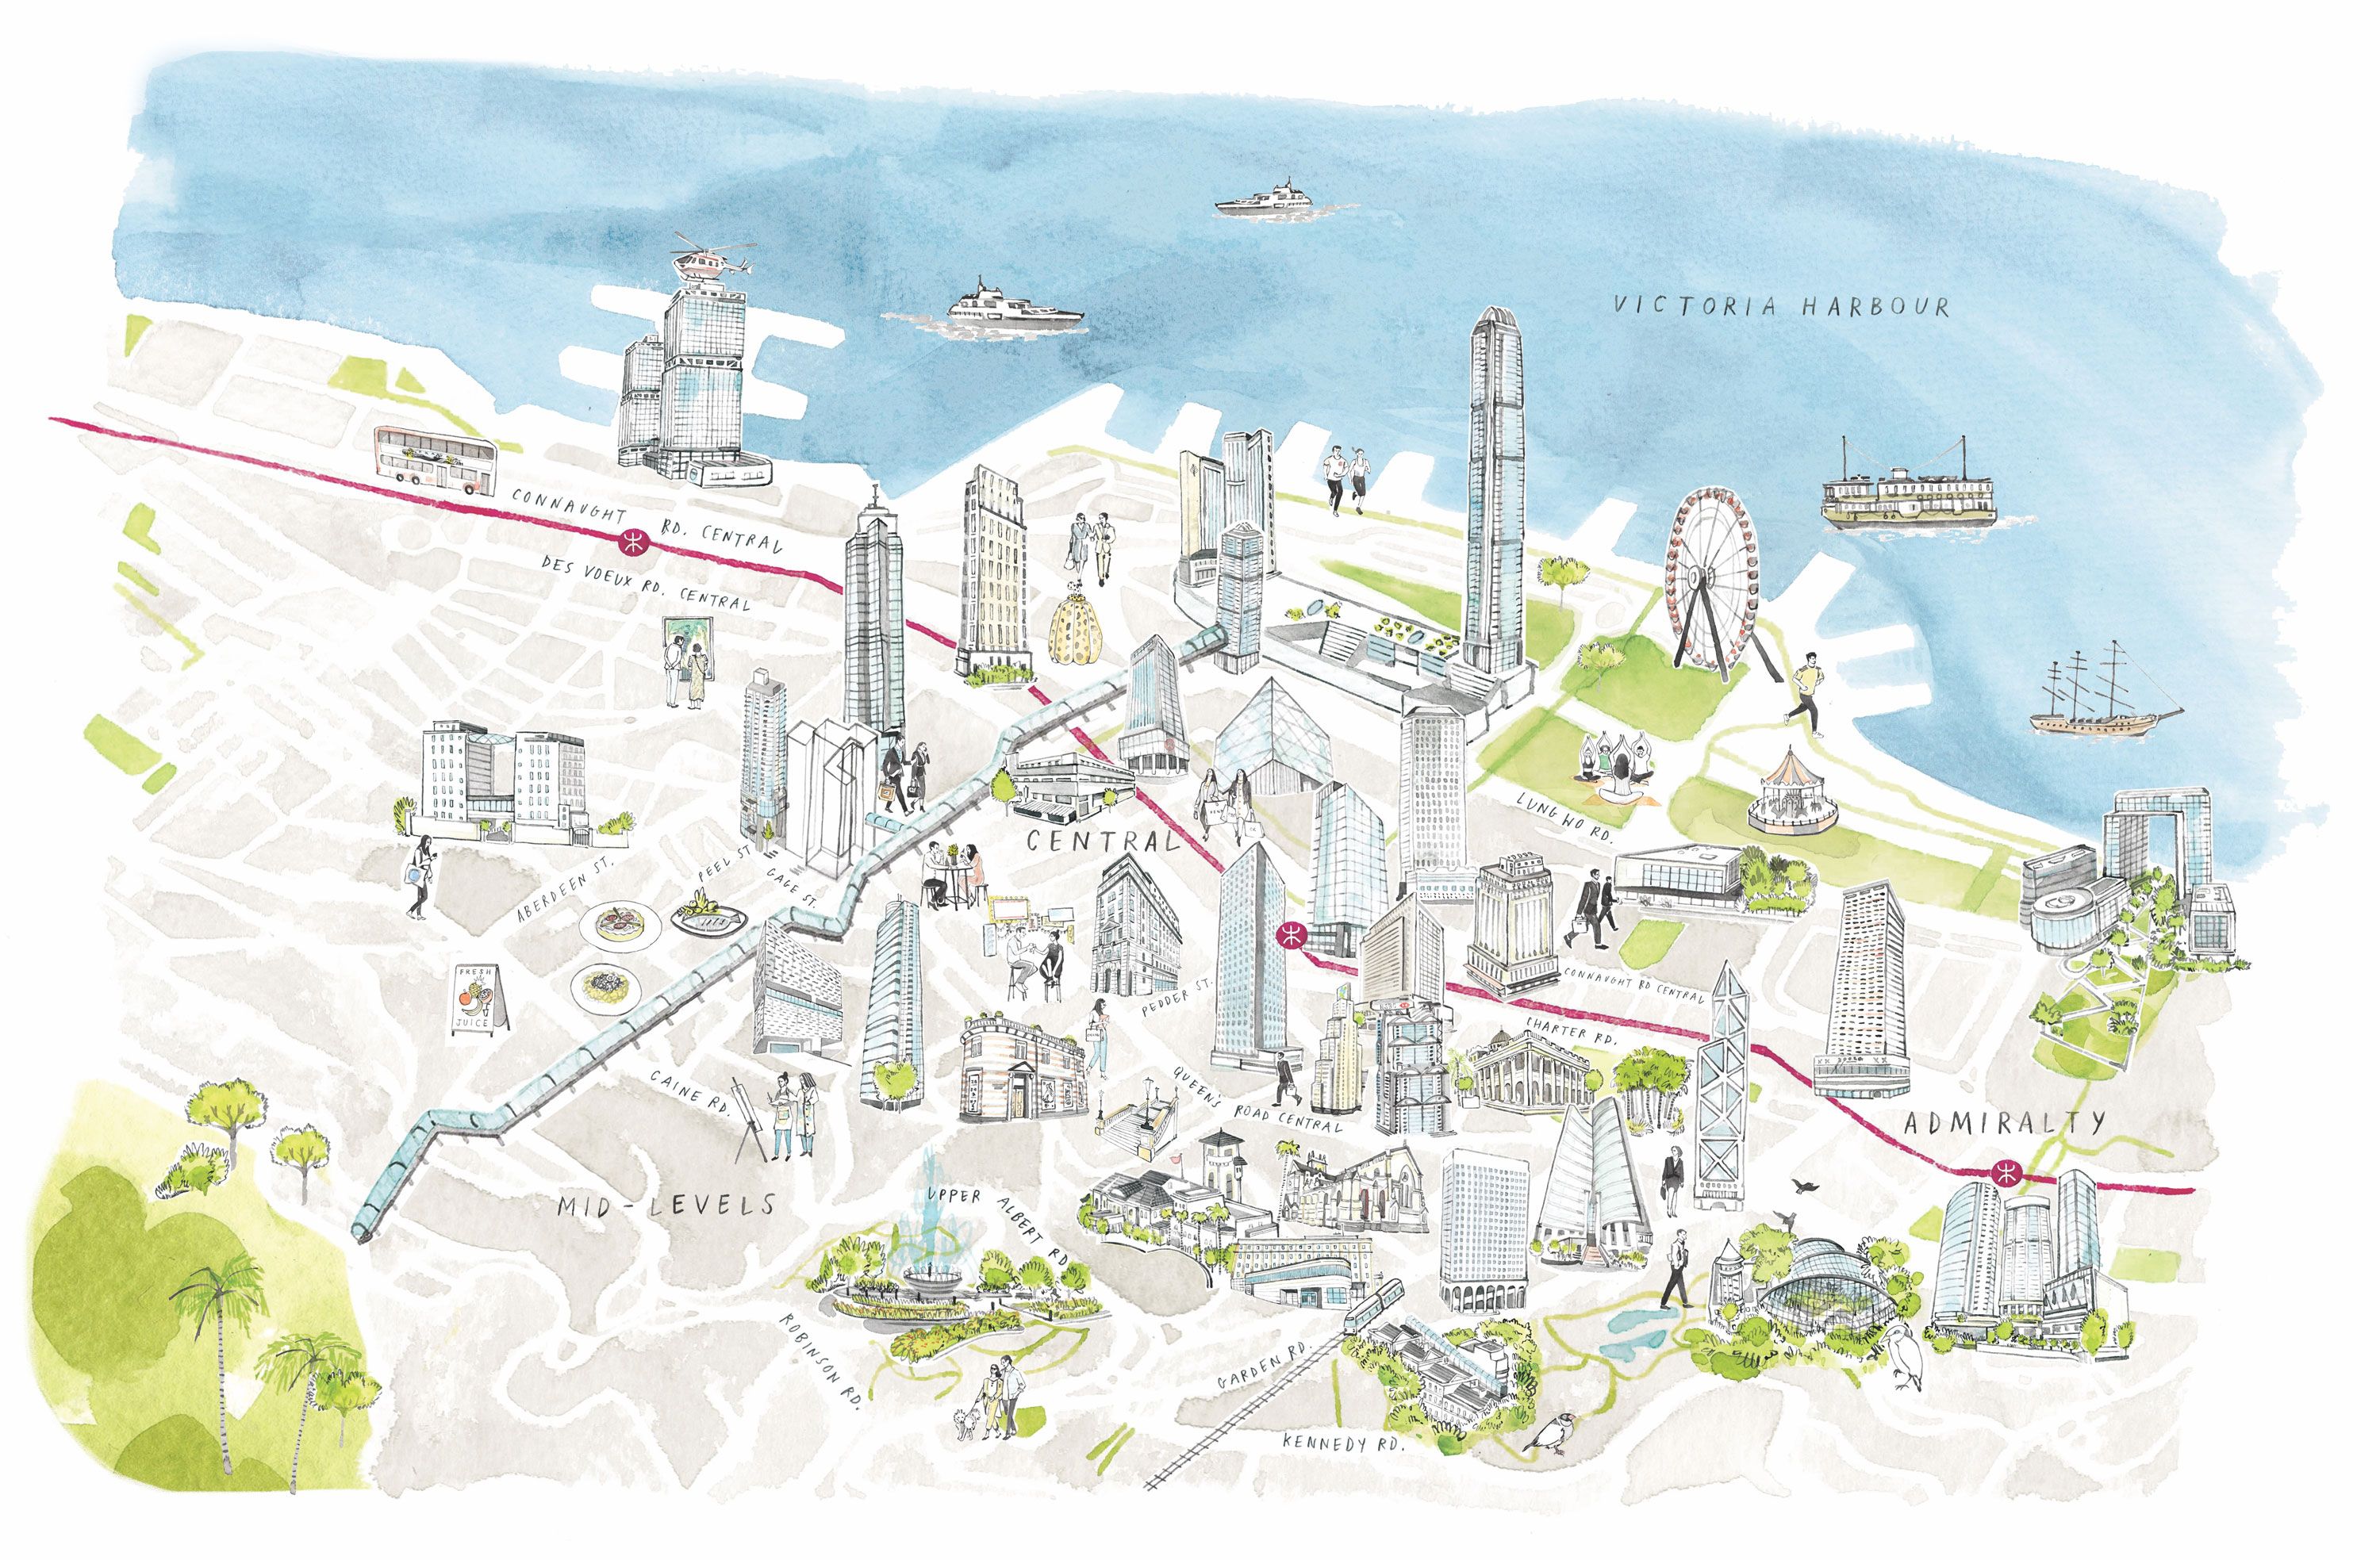 VICTORIA HARBOUR
CONNAUGHT RD. CENTRAL
DES VOEUX RD. CENTRAL
LUNG WO RD.
CENTRAL
PEEL ST
GAGE ST.
ABERDEEN ST.
FRESH
JUICE
CONNAUGHT RD CENTRAL
PEDDER ST.
CHARTER RD.
QUEEN'S ROAD CENTRAL
CAINE RD.
ADMIRALTY
MID-LEVELS
UPPER ALBERT RD
ROBINSON RD.
GARDEN RD.
KENNEDY RD.